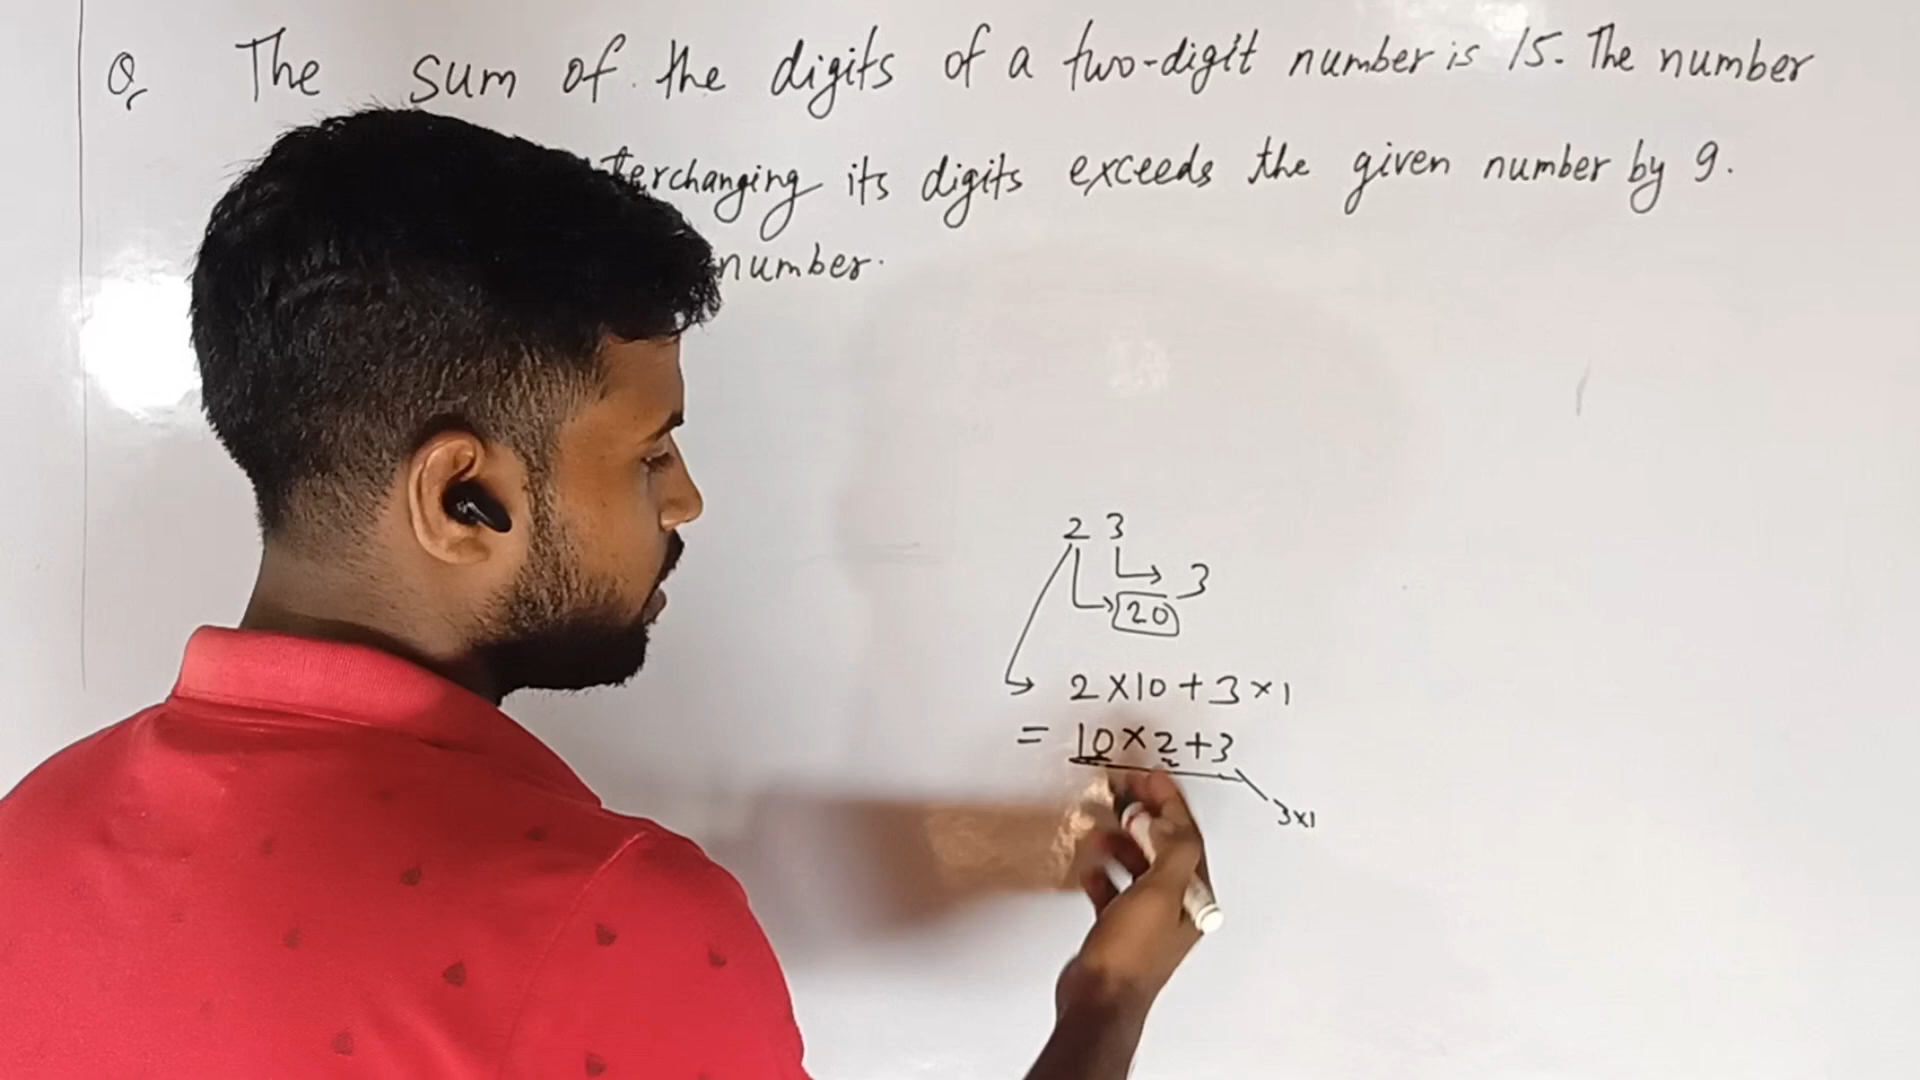 Q. The sum of the digits of a two-digit number is 15. The number
terchanging its digits exceeds the given number by 9.
number.
2 3
3
20
2 × 10 + 3 × 1
= 10 × 2 + 3
3×1